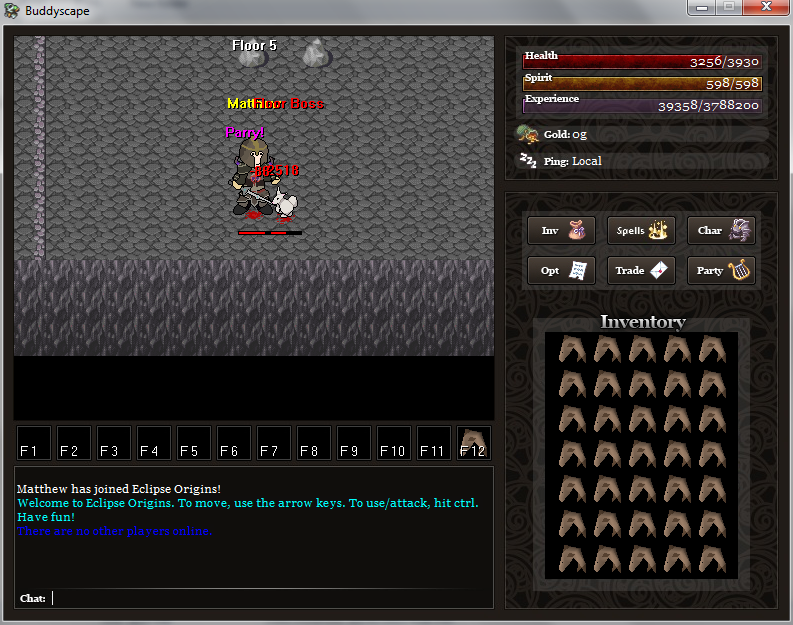 Buddyscape
Floor 5
Health
3256/3930
Spirit
598/598
Experience
39358/3788200
Gold: 0g
Ping: Local
Floor Boss
Parry!
Inv
Spells
Char
Opt
Trade
Party
Inventory
F1 F2 F3 F4 F5 F6 F7 F8 F9 F10 F11 F12
Matthew has joined Eclipse Origins!
Welcome to Eclipse Origins. To move, use the arrow keys. To use/attack, hit ctrl.
Have fun!
There are no other players online.
Chat: